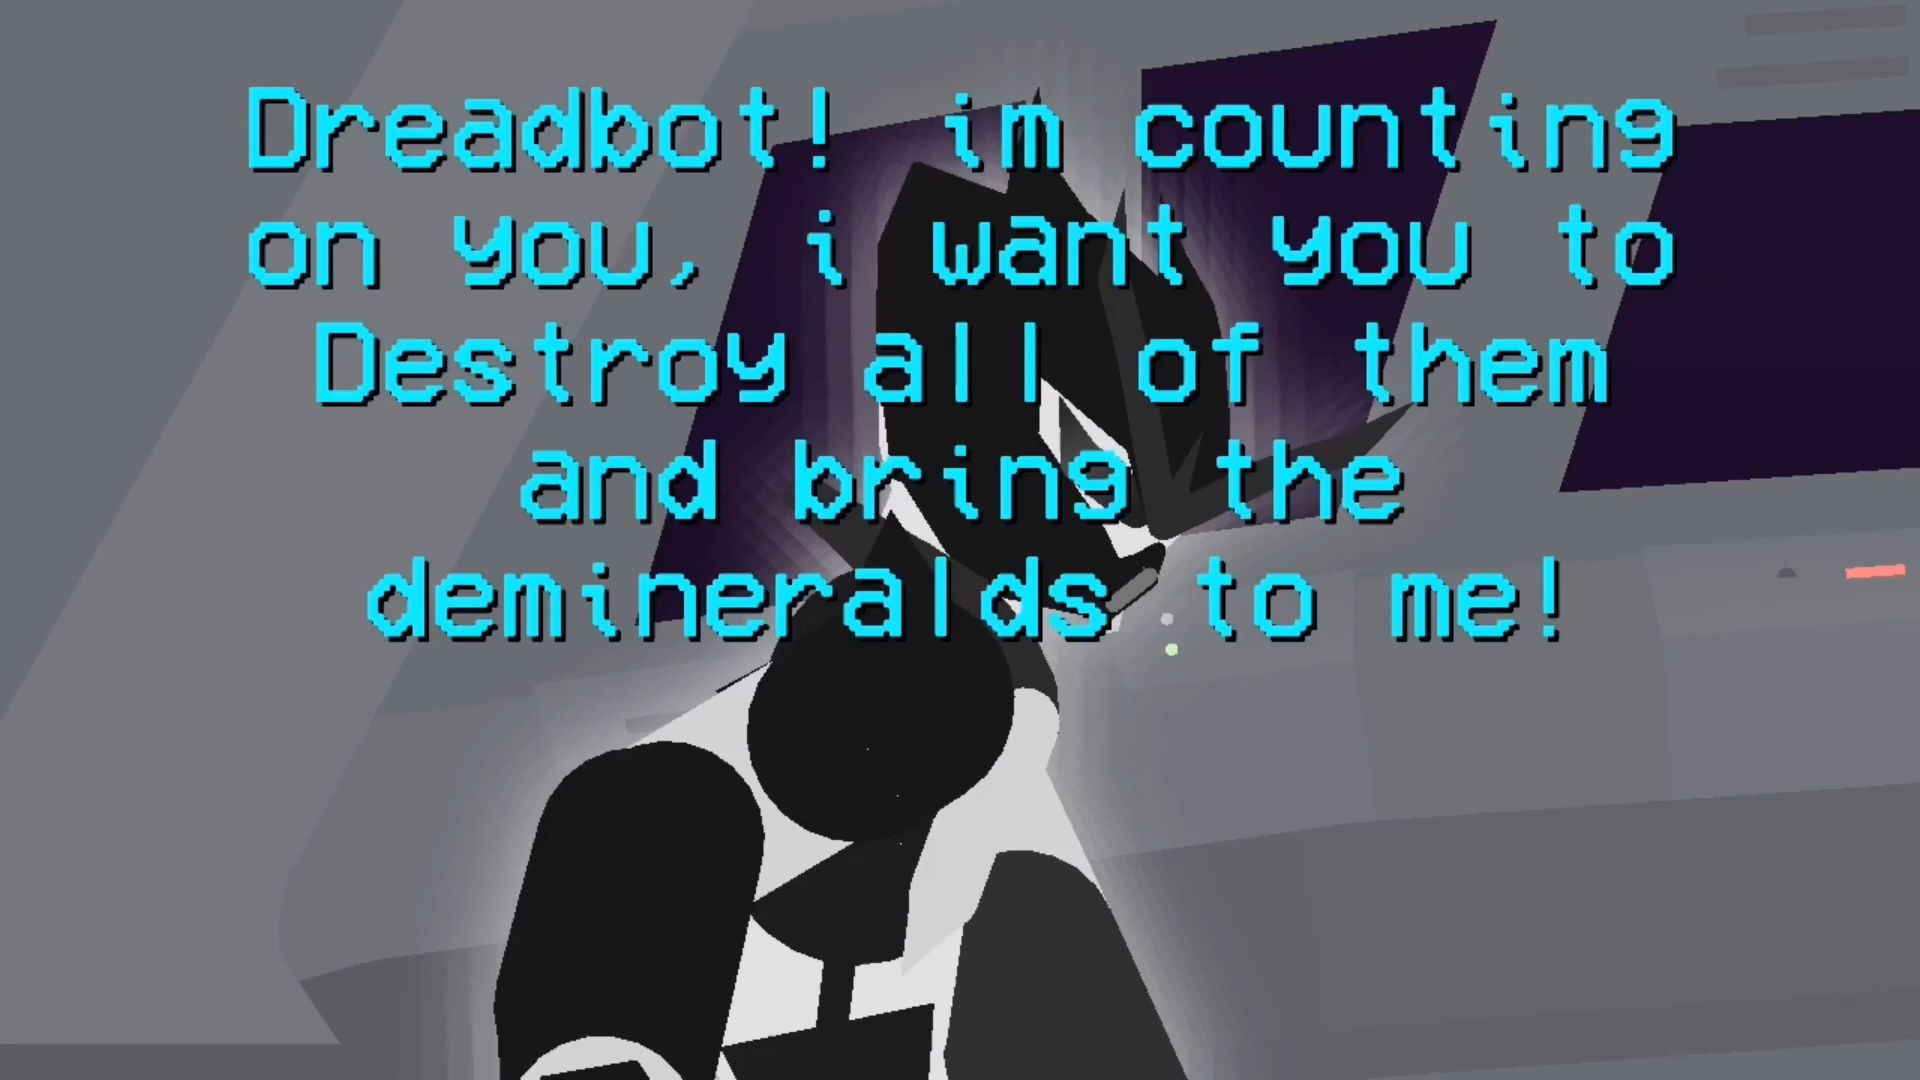 Dreadbot! im counting
on you, i want you to
Destroy all of them
and bring the
demineralds to me!